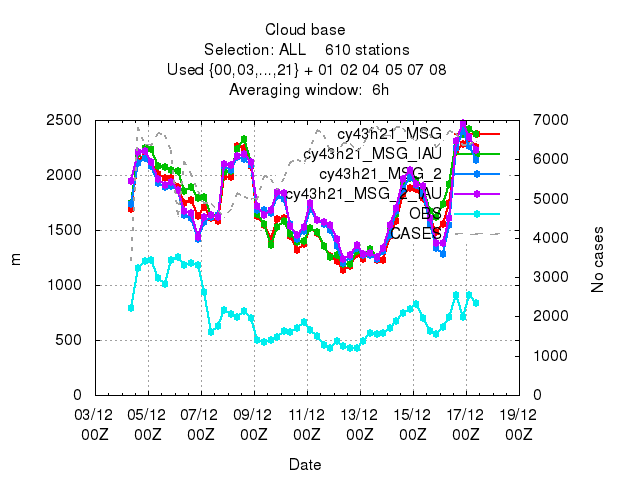 Cloud base
Selection: ALL    610 stations
Used {00,03,...,21} + 01 02 04 05 07 08
Averaging window:  6h
2500
2000
1500
1000
500
0
m
7000
6000
5000
4000
3000
2000
1000
0
No cases
cy43h21_MSG
cy43h21_MSG_IAU
cy43h21_MSG_2
cy43h21_MSG_2_IAU
OBS
CASES
03/12 05/12 07/12 09/12 11/12 13/12 15/12 17/12 19/12
00Z 00Z 00Z 00Z 00Z 00Z 00Z 00Z 00Z
Date